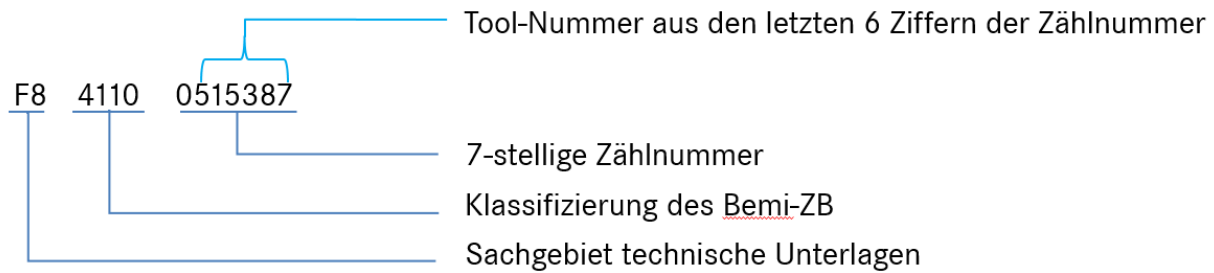 Tool-Nummer aus den letzten 6 Ziffern der Zählnummer
F8 4110 0515387
7-stellige Zählnummer
Klassifizierung des Bemi-ZB
Sachgebiet technische Unterlagen